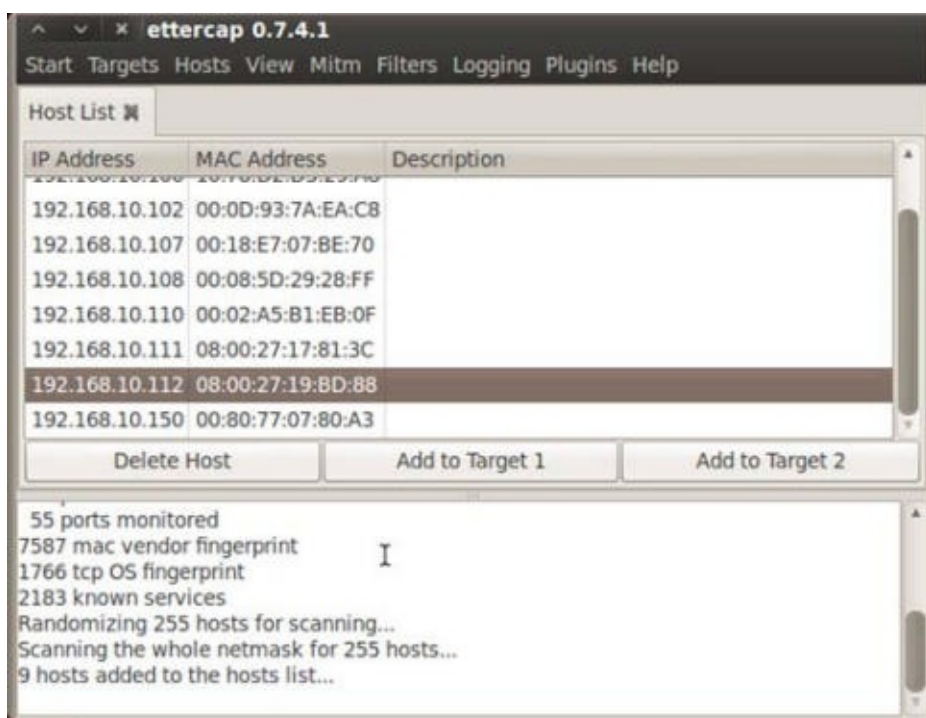 ettercap 0.7.4.1
Start Targets Hosts View Mitm Filters Logging Plugins Help
Host List
IP Address MAC Address Description
192.168.10.102 00:0D:93:7A:EA:C8
192.168.10.107 00:18:E7:07:BE:70
192.168.10.108 00:08:5D:29:28:FF
192.168.10.110 00:02:A5:B1:EB:0F
192.168.10.111 08:00:27:17:81:3C
192.168.10.112 08:00:27:19:BD:88
192.168.10.150 00:80:77:07:80:A3
Delete Host Add to Target 1 Add to Target 2
55 ports monitored
7587 mac vendor fingerprint
1766 tcp OS fingerprint
2183 known services
Randomizing 255 hosts for scanning...
Scanning the whole netmask for 255 hosts...
9 hosts added to the hosts list...